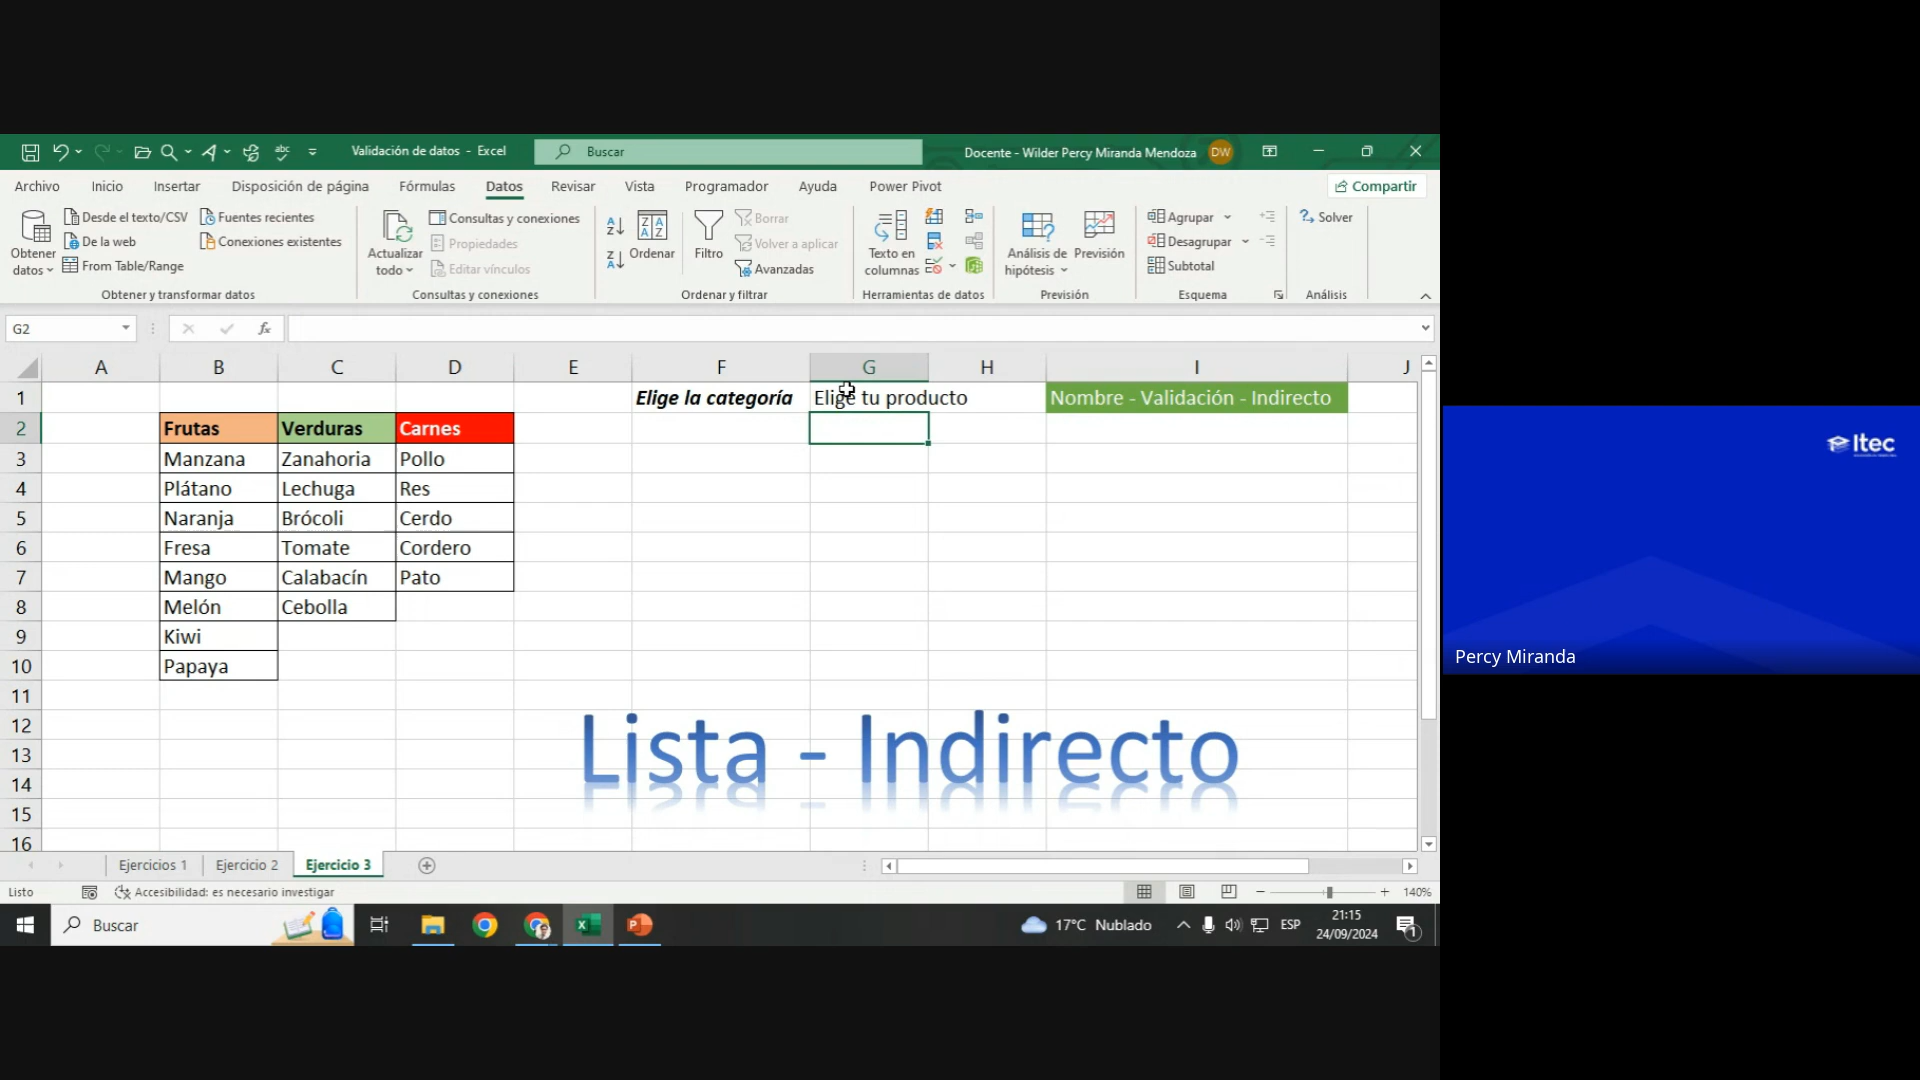 Validación de datos - Excel
Buscar
Docente - Wilder Percy Miranda Mendoza
DW
Archivo Inicio Insertar Disposición de página Fórmulas Datos Revisar Vista Programador Ayuda Power Pivot
Compartir
Obtener datos
Desde el texto/CSV
De la web
From Table/Range
Fuentes recientes
Conexiones existentes
Obtener y transformar datos
Actualizar todo
Consultas y conexiones
Propiedades
Editar vínculos
Consultas y conexiones
Ordenar
Filtro
Borrar
Volver a aplicar
Avanzadas
Ordenar y filtrar
Texto en columnas
Herramientas de datos
Análisis de hipótesis
Previsión
Previsión
Agrupar
Desagrupar
Subtotal
Esquema
Solver
Análisis
G2
fx
A B C D E F G H I J
1 Elige la categoría Elige tu producto Nombre - Validación - Indirecto
2 Frutas Verduras Carnes
3 Manzana Zanahoria Pollo
4 Plátano Lechuga Res
5 Naranja Brócoli Cerdo
6 Fresa Tomate Cordero
7 Mango Calabacín Pato
8 Melón Cebolla
9 Kiwi
10 Papaya
11
12
13
14
15
16
Lista - Indirecto
Ejercicios 1 Ejercicio 2 Ejercicio 3
Listo
Accesibilidad: es necesario investigar
140%
Buscar
17°C Nublado
ESP
21:15
24/09/2024
1
Itec
Percy Miranda